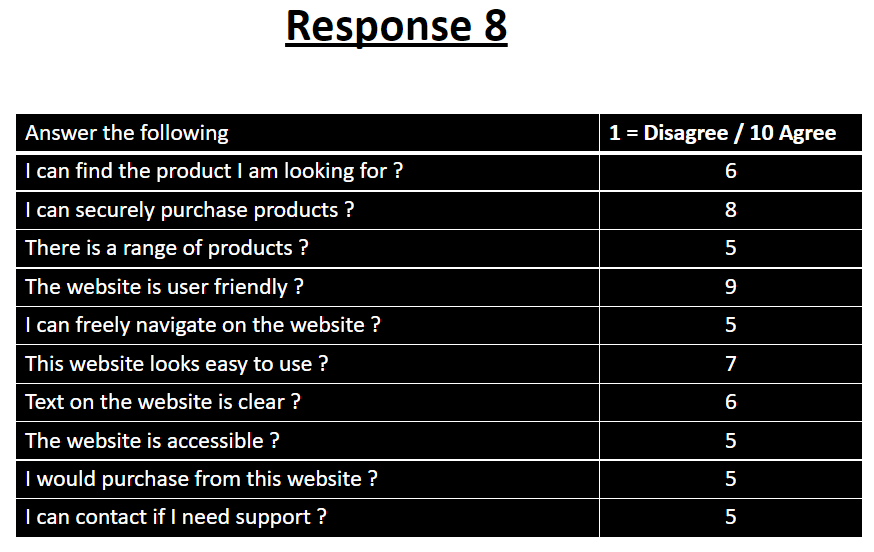 Response 8
Answer the following 1 = Disagree / 10 Agree
I can find the product I am looking for ? 6
I can securely purchase products ? 8
There is a range of products ? 5
The website is user friendly ? 9
I can freely navigate on the website ? 5
This website looks easy to use ? 7
Text on the website is clear ? 6
The website is accessible ? 5
I would purchase from this website ? 5
I can contact if I need support ? 5